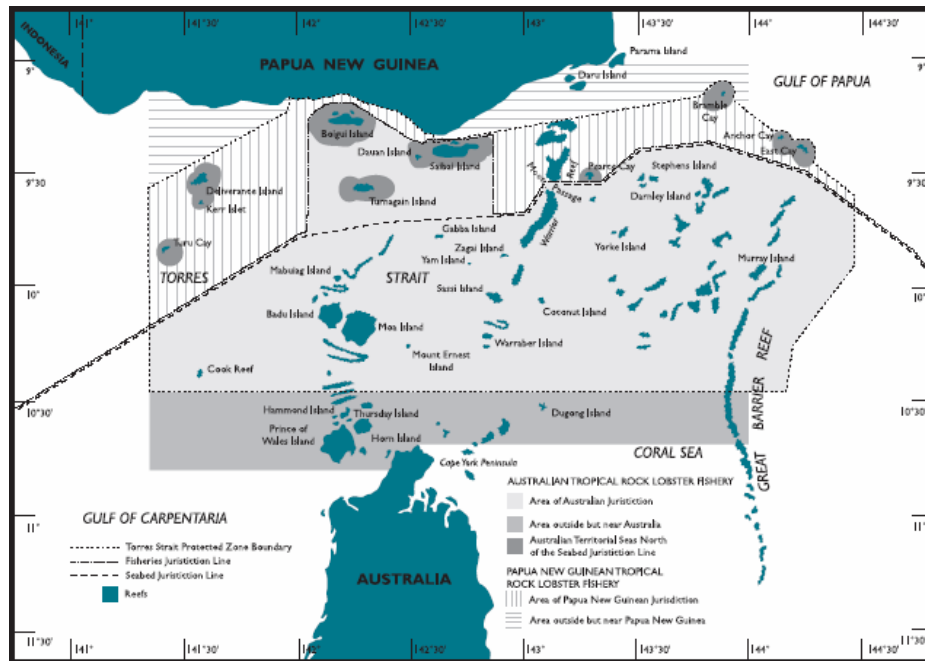 141°
141°30'
142°
142°30'
143°
143°30'
144°
144°30'
INDONESIA
PAPUA NEW GUINEA
Parama Island
Daru Island
GULF OF PAPUA
9°
9°
Bramble
Cay
Boigui Island
Anchor Cay
East Cay
Dauan Island
Saibai Island
Pearce Cay
Stephens Island
9°30'
9°30'
Deliverance Island
Kerr Islet
Turnagain Island
Moon Passage
Reef
Warrior
Darnley Island
Gabba Island
Turu Cay
Zagai Island
Yorke Island
Yam Island
TORRES
STRAIT
Mabuiag Island
Murray Island
Sassi Island
10°
10°
Badu Island
Moa Island
Coconut Island
Warraber Island
Mount Ernest
Island
Cook Reef
GREAT BARRIER REEF
10°30'
10°30'
Hammond Island
Thursday Island
Dugong Island
Prince of
Wales Island
Horn Island
CORAL SEA
Cape York Peninsula
AUSTRALIAN TROPICAL ROCK LOBSTER FISHERY
Area of Australian Juristiction
Area outside but near Australia
Australian Territorial Seas North
of the Seabed Juristiction Line
PAPUA NEW GUINEAN TROPICAL
ROCK LOBSTER FISHERY
Area of Papua New Guinean Jurisdiction
Area outside but near Papua New Guinea
GULF OF CARPENTARIA
Torres Strait Protected Zone Boundary
Fisheries Juristiction Line
Seabed Juristiction Line
Reefs
AUSTRALIA
11°
11°
11°30'
11°30'
141°
141°30'
142°
142°30'
143°
143°30'
144°
144°30'